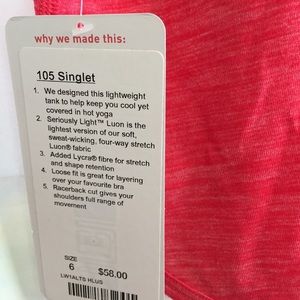 why we made this:
105 Singlet
1. We designed this lightweight
tank to help keep you cool yet
covered in hot yoga
2. Seriously Light™ Luon is the
lightest version of our soft,
sweat-wicking, four-way stretch
Luon® fabric
3. Added Lycra® fibre for stretch
and shape retention
4. Loose fit is great for layering
over your favourite bra
5. Racerback cut gives your
shoulders full range of
movement
SIZE
6 $58.00
LW1ALTS HLUS